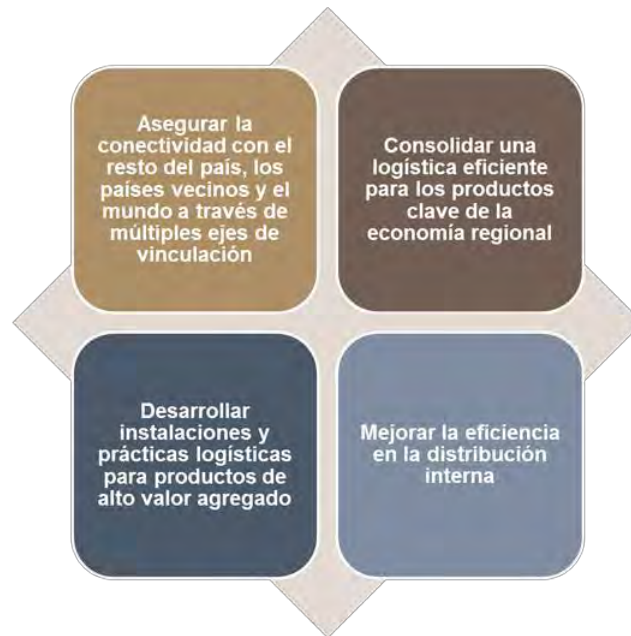 Asegurar la
conectividad con el
resto del país, los
países vecinos y el
mundo a través de
múltiples ejes de
vinculación
Consolidar una
logística eficiente
para los productos
clave de la
economía regional
Desarrollar
instalaciones y
prácticas logísticas
para productos de
alto valor agregado
Mejorar la eficiencia
en la distribución
interna